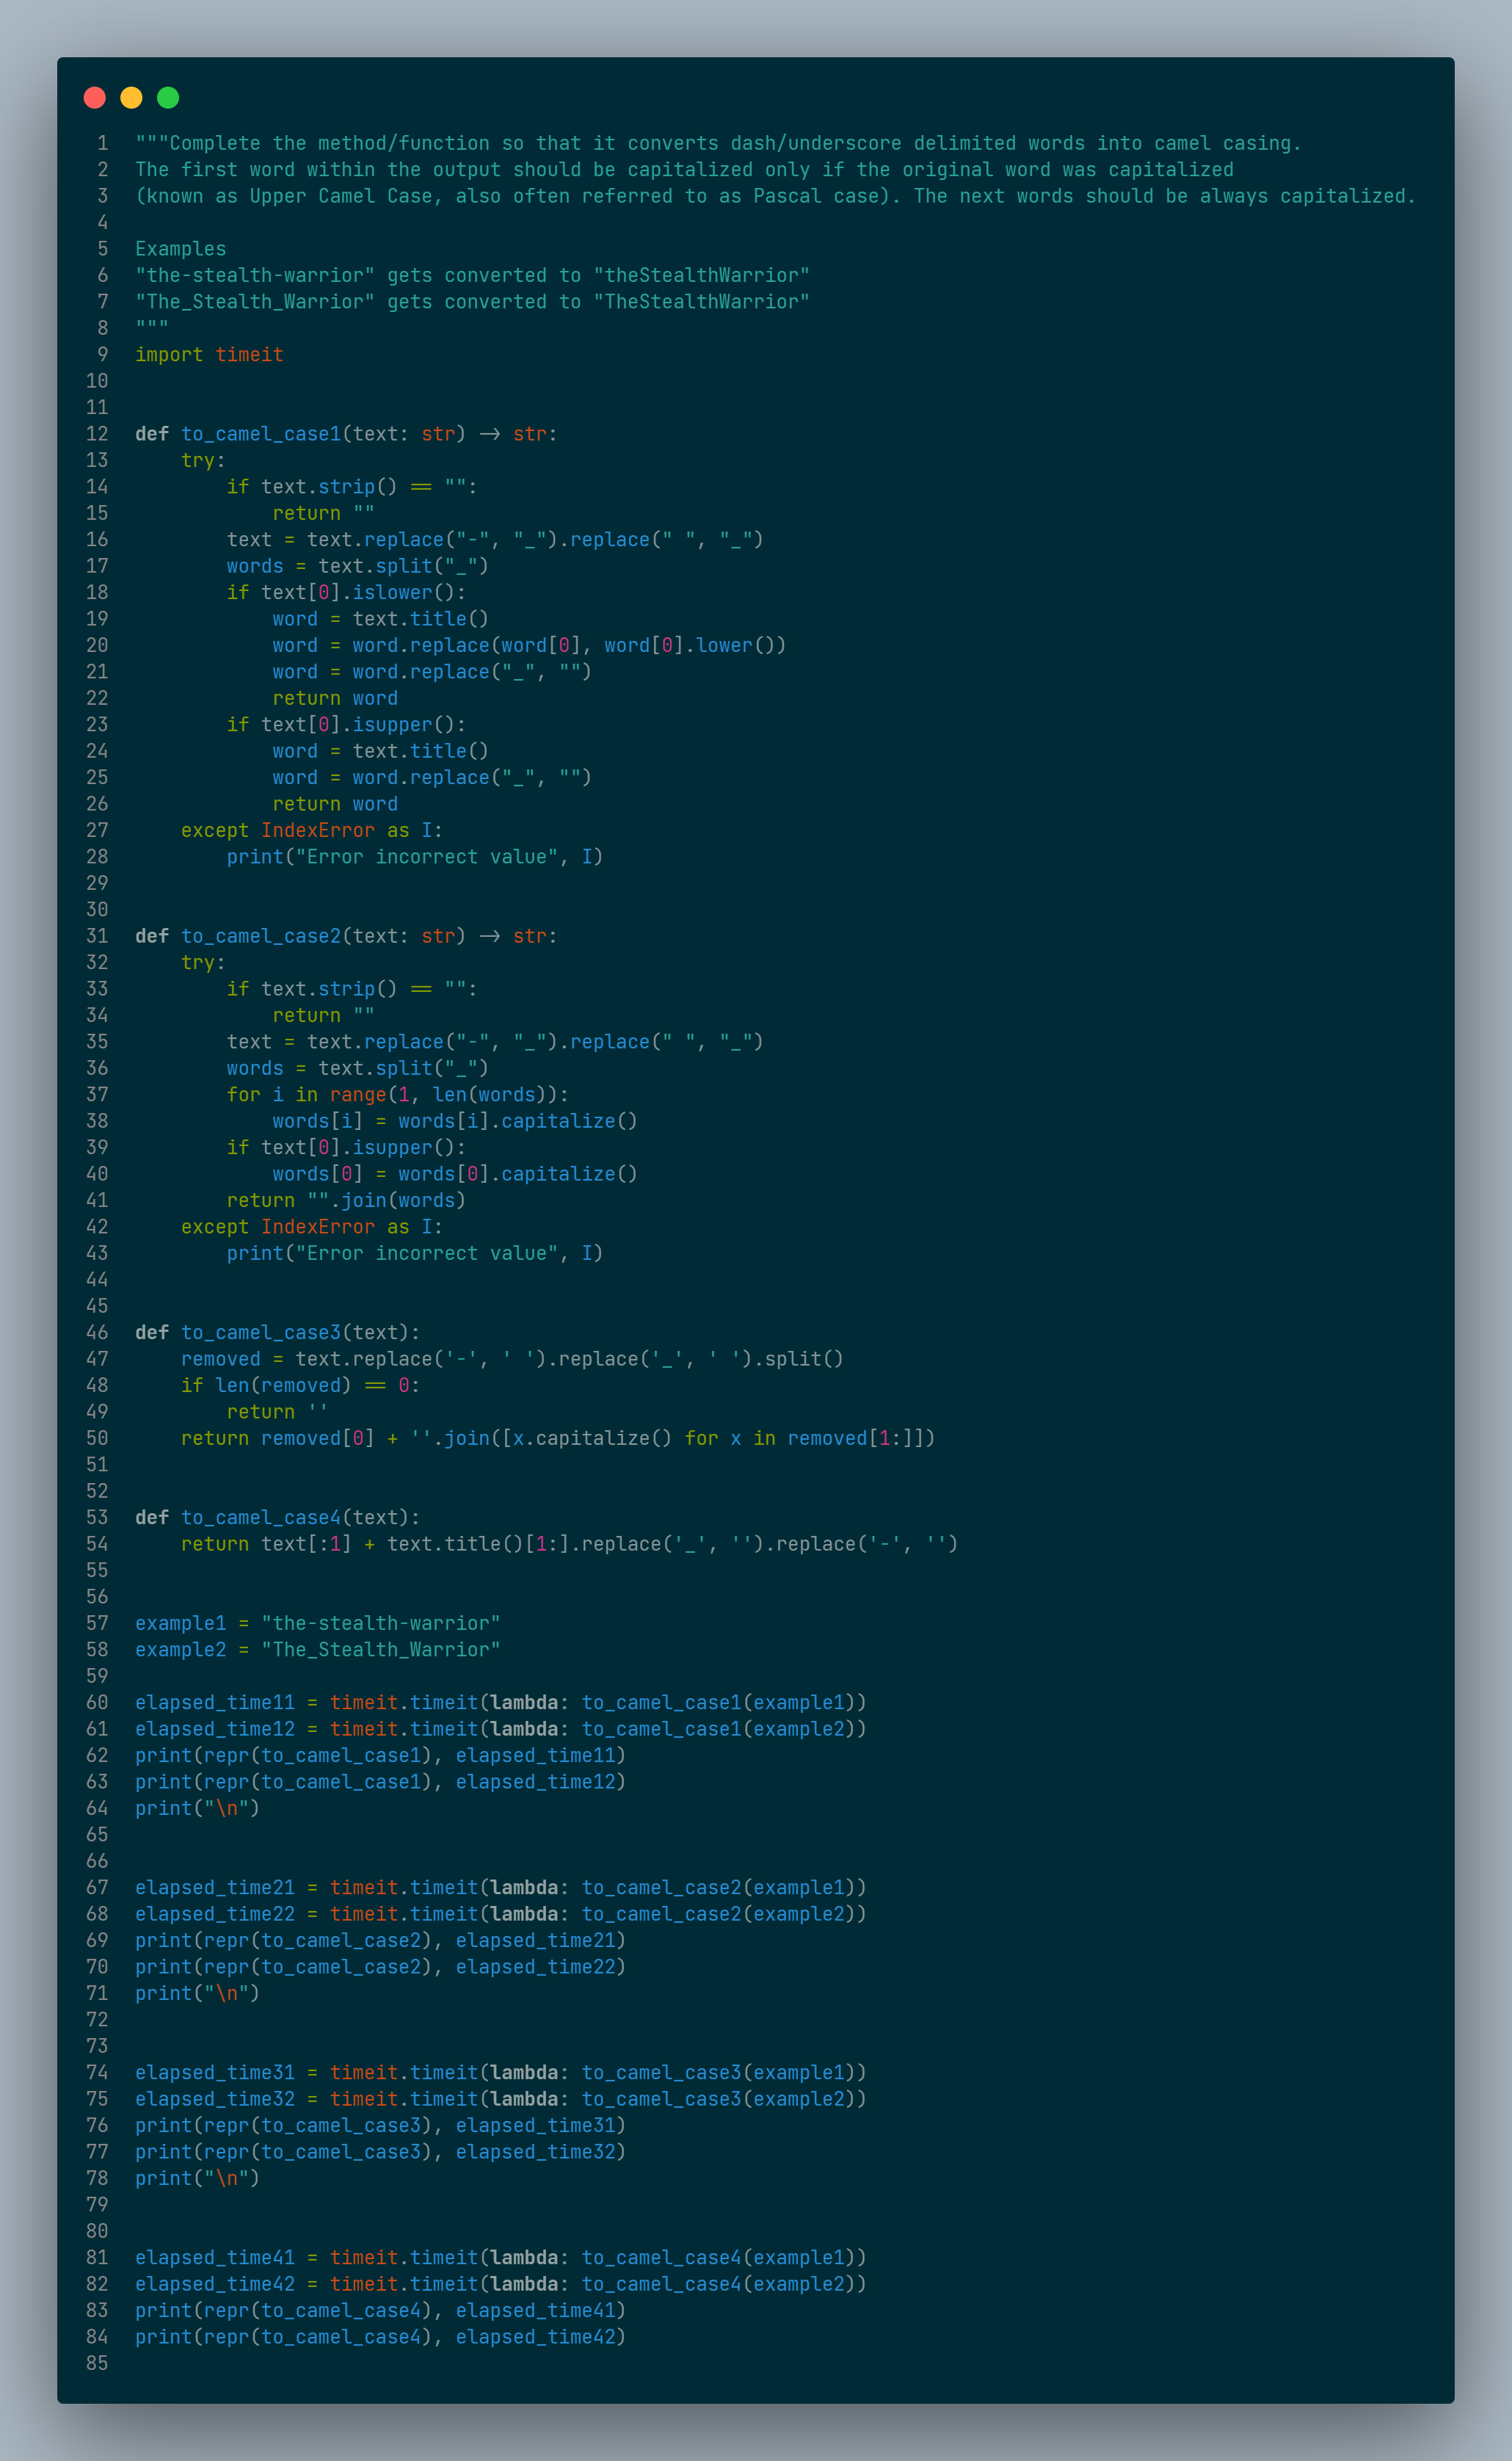 1 """Complete the method/function so that it converts dash/underscore delimited words into camel casing.
2 The first word within the output should be capitalized only if the original word was capitalized
3 (known as Upper Camel Case, also often referred to as Pascal case). The next words should be always capitalized.
4
5 Examples
6 "the-stealth-warrior" gets converted to "theStealthWarrior"
7 "The_Stealth_Warrior" gets converted to "TheStealthWarrior"
8 """
9 import timeit
10
11
12 def to_camel_case1(text: str) -> str:
13     try:
14         if text.strip() == "":
15             return ""
16         text = text.replace("-", "_").replace(" ", "_")
17         words = text.split("_")
18         if text[0].islower():
19             word = text.title()
20             word = word.replace(word[0], word[0].lower())
21             word = word.replace("_", "")
22             return word
23         if text[0].isupper():
24             word = text.title()
25             word = word.replace("_", "")
26             return word
27     except IndexError as I:
28         print("Error incorrect value", I)
29
30
31 def to_camel_case2(text: str) -> str:
32     try:
33         if text.strip() == "":
34             return ""
35         text = text.replace("-", "_").replace(" ", "_")
36         words = text.split("_")
37         for i in range(1, len(words)):
38             words[i] = words[i].capitalize()
39         if text[0].isupper():
40             words[0] = words[0].capitalize()
41         return "".join(words)
42     except IndexError as I:
43         print("Error incorrect value", I)
44
45
46 def to_camel_case3(text):
47     removed = text.replace('-', ' ').replace('_', ' ').split()
48     if len(removed) == 0:
49         return ''
50     return removed[0] + ''.join([x.capitalize() for x in removed[1:]])
51
52
53 def to_camel_case4(text):
54     return text[:1] + text.title()[1:].replace('_', '').replace('-', '')
55
56
57 example1 = "the-stealth-warrior"
58 example2 = "The_Stealth_Warrior"
59
60 elapsed_time11 = timeit.timeit(lambda: to_camel_case1(example1))
61 elapsed_time12 = timeit.timeit(lambda: to_camel_case1(example2))
62 print(repr(to_camel_case1), elapsed_time11)
63 print(repr(to_camel_case1), elapsed_time12)
64 print("\n")
65
66
67 elapsed_time21 = timeit.timeit(lambda: to_camel_case2(example1))
68 elapsed_time22 = timeit.timeit(lambda: to_camel_case2(example2))
69 print(repr(to_camel_case2), elapsed_time21)
70 print(repr(to_camel_case2), elapsed_time22)
71 print("\n")
72
73
74 elapsed_time31 = timeit.timeit(lambda: to_camel_case3(example1))
75 elapsed_time32 = timeit.timeit(lambda: to_camel_case3(example2))
76 print(repr(to_camel_case3), elapsed_time31)
77 print(repr(to_camel_case3), elapsed_time32)
78 print("\n")
79
80
81 elapsed_time41 = timeit.timeit(lambda: to_camel_case4(example1))
82 elapsed_time42 = timeit.timeit(lambda: to_camel_case4(example2))
83 print(repr(to_camel_case4), elapsed_time41)
84 print(repr(to_camel_case4), elapsed_time42)
85